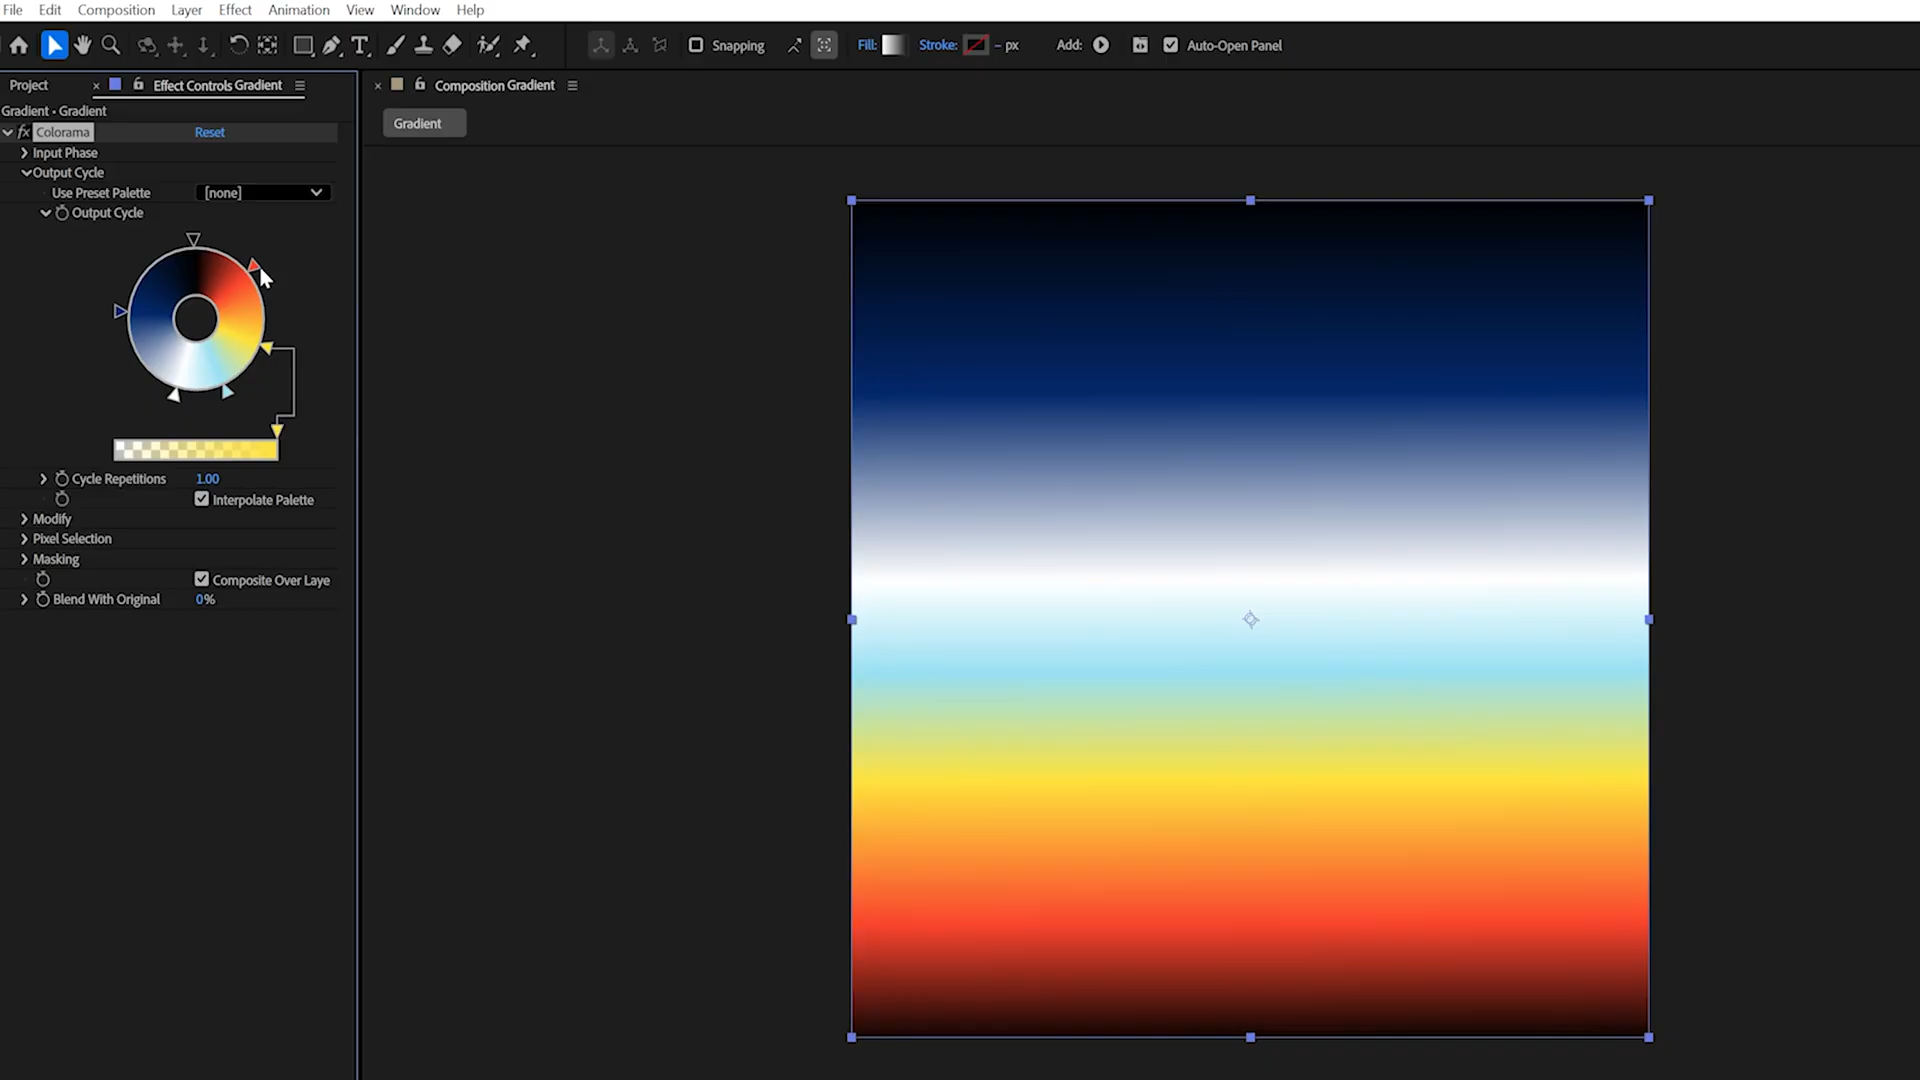 File Edit Composition Layer Effect Animation View Window Help
Snapping Fill: Stroke: – px Add: Auto-Open Panel
Project × Effect Controls Gradient
× Composition Gradient
Gradient • Gradient
Gradient
fx Colorama Reset
Input Phase
Output Cycle
Use Preset Palette [none]
Output Cycle
Cycle Repetitions 1.00
Interpolate Palette
Modify
Pixel Selection
Masking
Composite Over Laye
Blend With Original 0%